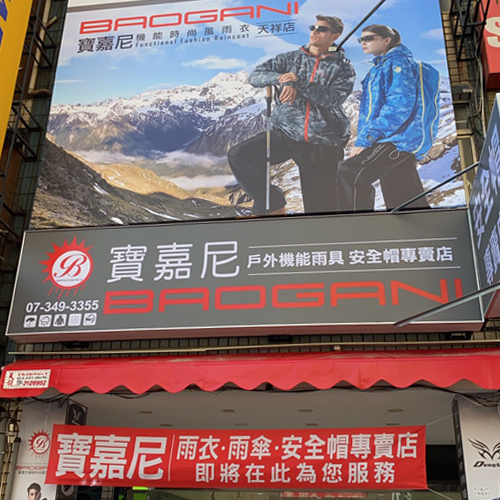 BAOGANI
寶嘉尼 機能時尚風雨衣 天祥店
Functional Fashion Raincoat
B 寶嘉尼 戶外機能雨具 安全帽專賣店
BAOGANI
07-349-3355
寶嘉尼 雨衣·雨傘·安全帽專賣店
即將在此為您服務
BAOGANI